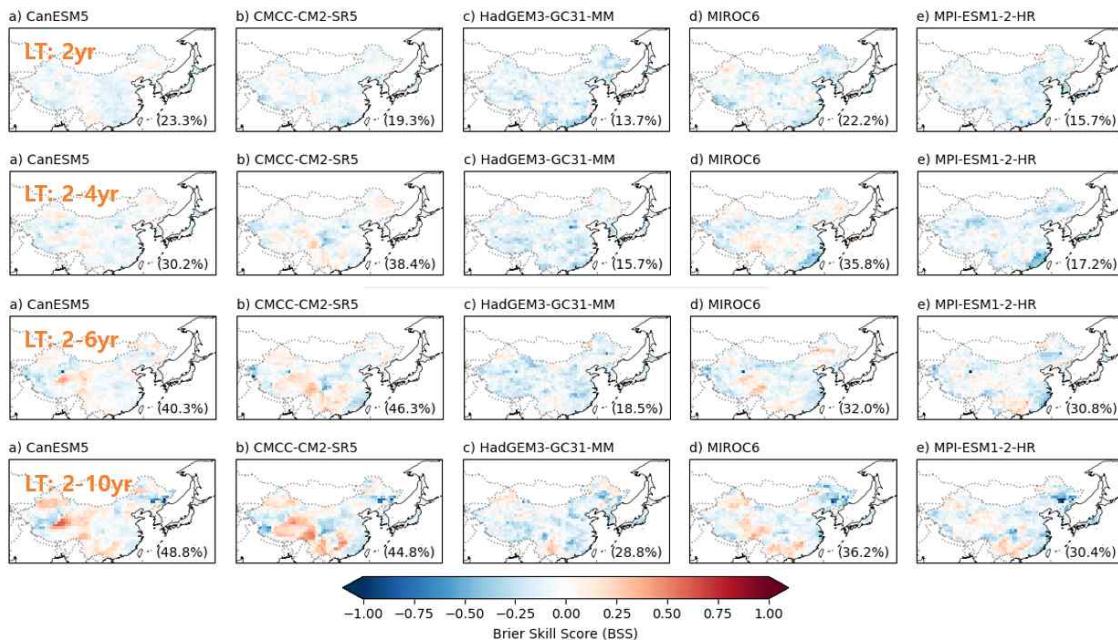 a) CanESM5 b) CMCC-CM2-SR5 c) HadGEM3-GC31-MM d) MIROC6 e) MPI-ESM1-2-HR
LT: 2yr
(23.3%) (19.3%) (13.7%) (22.2%) (15.7%)
a) CanESM5 b) CMCC-CM2-SR5 c) HadGEM3-GC31-MM d) MIROC6 e) MPI-ESM1-2-HR
LT: 2-4yr
(30.2%) (38.4%) (15.7%) (35.8%) (17.2%)
a) CanESM5 b) CMCC-CM2-SR5 c) HadGEM3-GC31-MM d) MIROC6 e) MPI-ESM1-2-HR
LT: 2-6yr
(40.3%) (46.3%) (18.5%) (32.0%) (30.8%)
a) CanESM5 b) CMCC-CM2-SR5 c) HadGEM3-GC31-MM d) MIROC6 e) MPI-ESM1-2-HR
LT: 2-10yr
(48.8%) (44.8%) (28.8%) (36.2%) (30.4%)
−1.00 −0.75 −0.50 −0.25 0.00 0.25 0.50 0.75 1.00
Brier Skill Score (BSS)